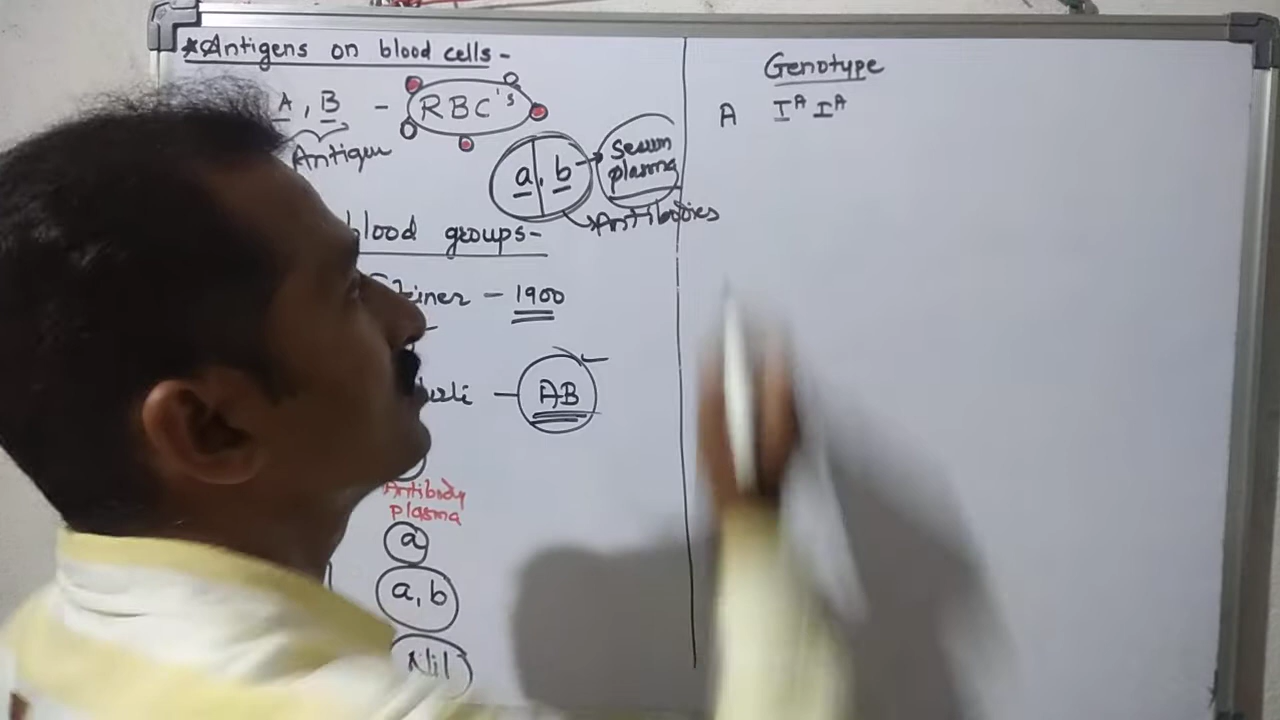 *Antigens on blood cells -
A, B - RBC's
Antigen
a, b
Serum
plasma
Antibodies
blood groups-
- 1900
- AB
Antibody
plasma
a
a, b
Nil
Genotype
A I^A I^A